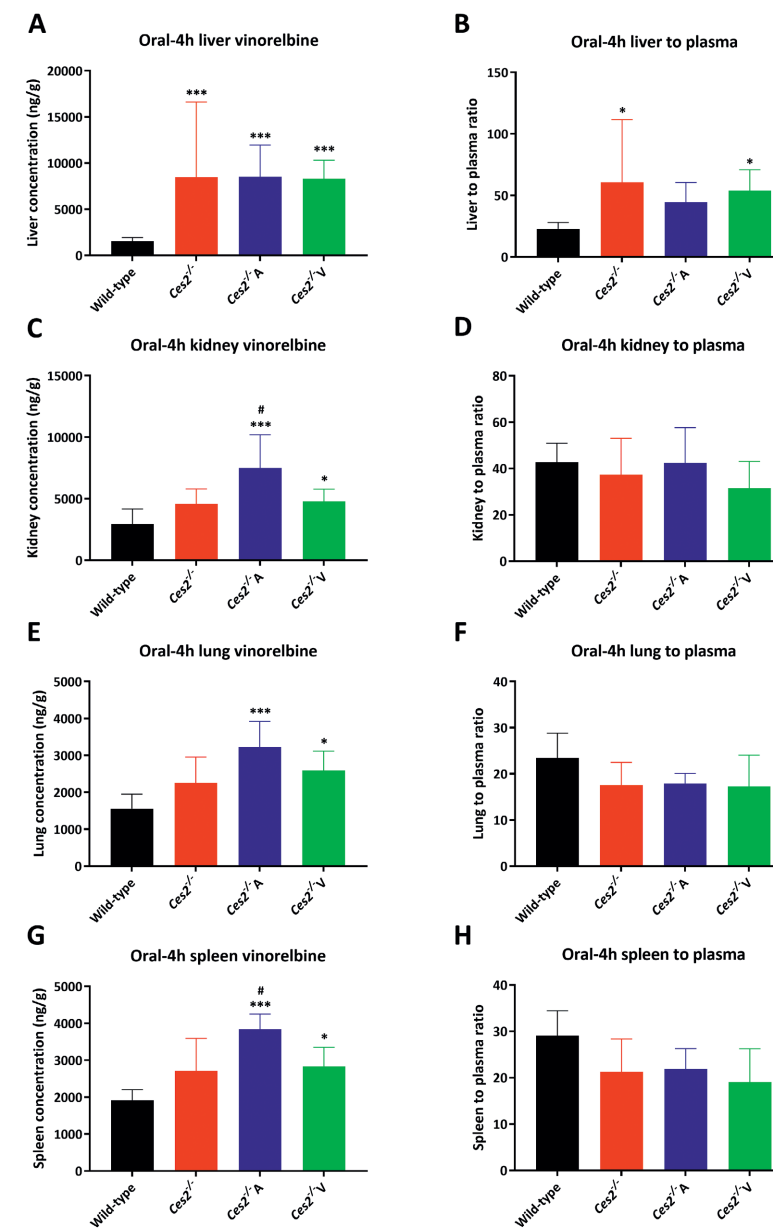 A
Oral-4h liver vinorelbine
Liver concentration (ng/g)
20000
15000
10000
5000
0
***
***
***
Wild-type
Ces2-/-
Ces2-/- A
Ces2-/- V
B
Oral-4h liver to plasma
Liver to plasma ratio
150
100
50
0
*
*
Wild-type
Ces2-/-
Ces2-/- A
Ces2-/- V
C
Oral-4h kidney vinorelbine
Kidney concentration (ng/g)
15000
10000
5000
0
#
***
*
Wild-type
Ces2-/-
Ces2-/- A
Ces2-/- V
D
Oral-4h kidney to plasma
Kidney to plasma ratio
80
60
40
20
0
Wild-type
Ces2-/-
Ces2-/- A
Ces2-/- V
E
Oral-4h lung vinorelbine
Lung concentration (ng/g)
5000
4000
3000
2000
1000
0
***
*
Wild-type
Ces2-/-
Ces2-/- A
Ces2-/- V
F
Oral-4h lung to plasma
Lung to plasma ratio
40
30
20
10
0
Wild-type
Ces2-/-
Ces2-/- A
Ces2-/- V
G
Oral-4h spleen vinorelbine
Spleen concentration (ng/g)
5000
4000
3000
2000
1000
0
#
***
*
Wild-type
Ces2-/-
Ces2-/- A
Ces2-/- V
H
Oral-4h spleen to plasma
Spleen to plasma ratio
40
30
20
10
0
Wild-type
Ces2-/-
Ces2-/- A
Ces2-/- V